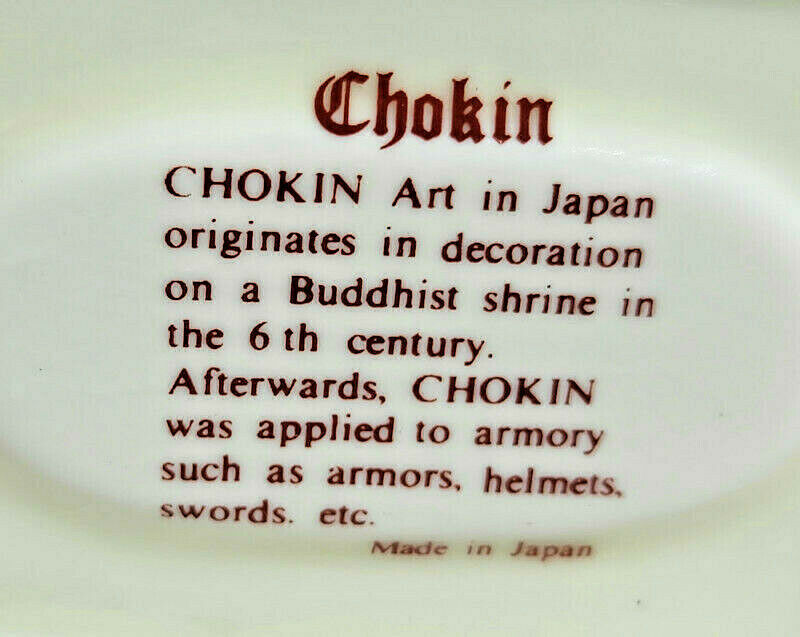 Chokin
CHOKIN Art in Japan
originates in decoration
on a Buddhist shrine in
the 6 th century.
Afterwards, CHOKIN
was applied to armory
such as armors, helmets,
swords. etc.
Made in Japan